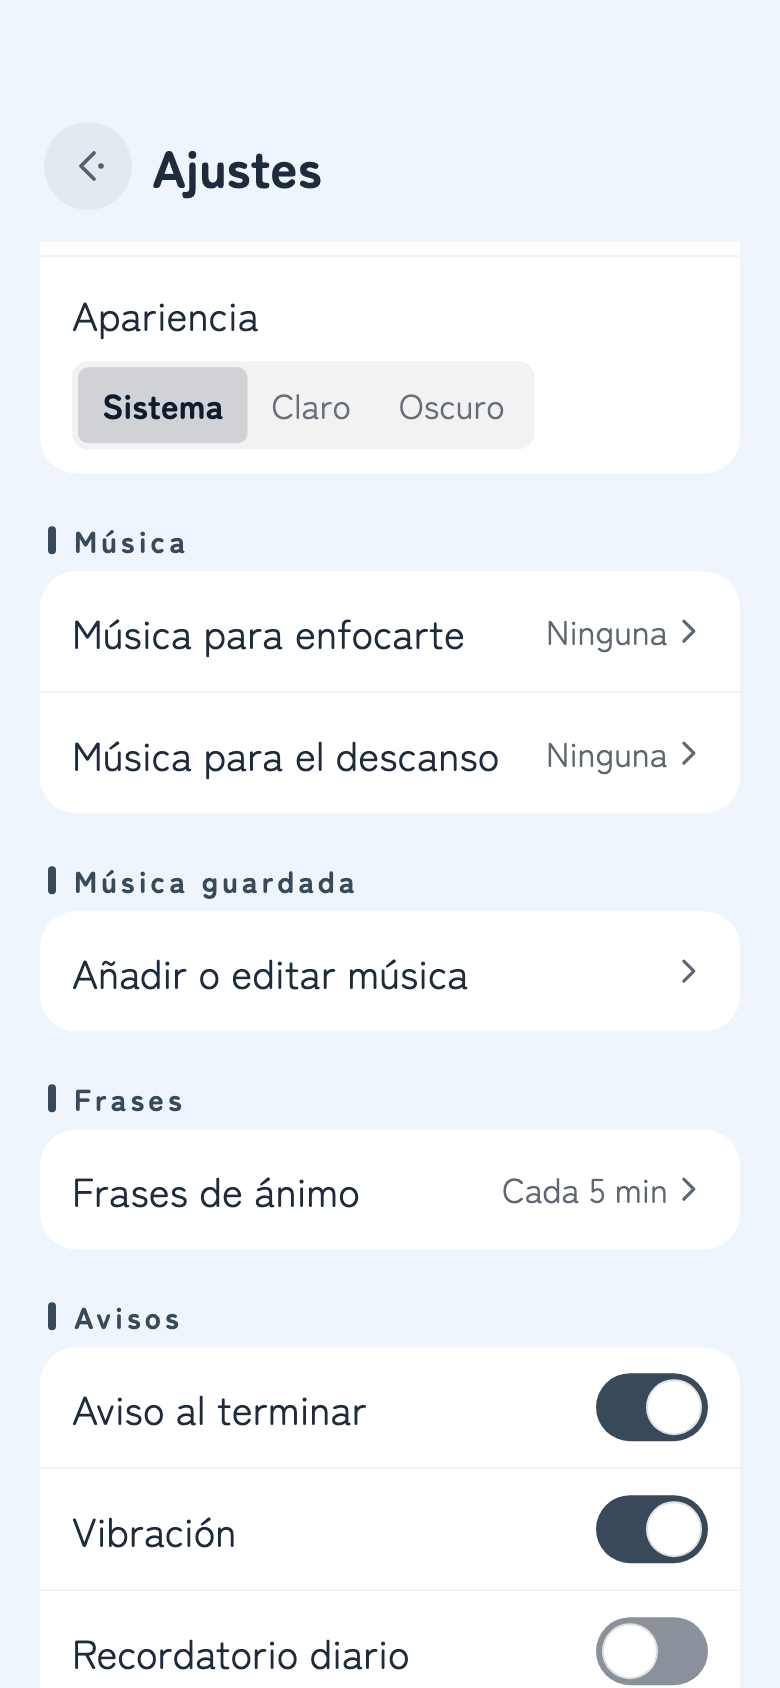 Ajustes
Apariencia
Sistema Claro Oscuro
Música
Música para enfocarte Ninguna
Música para el descanso Ninguna
Música guardada
Añadir o editar música
Frases
Frases de ánimo Cada 5 min
Avisos
Aviso al terminar
Vibración
Recordatorio diario